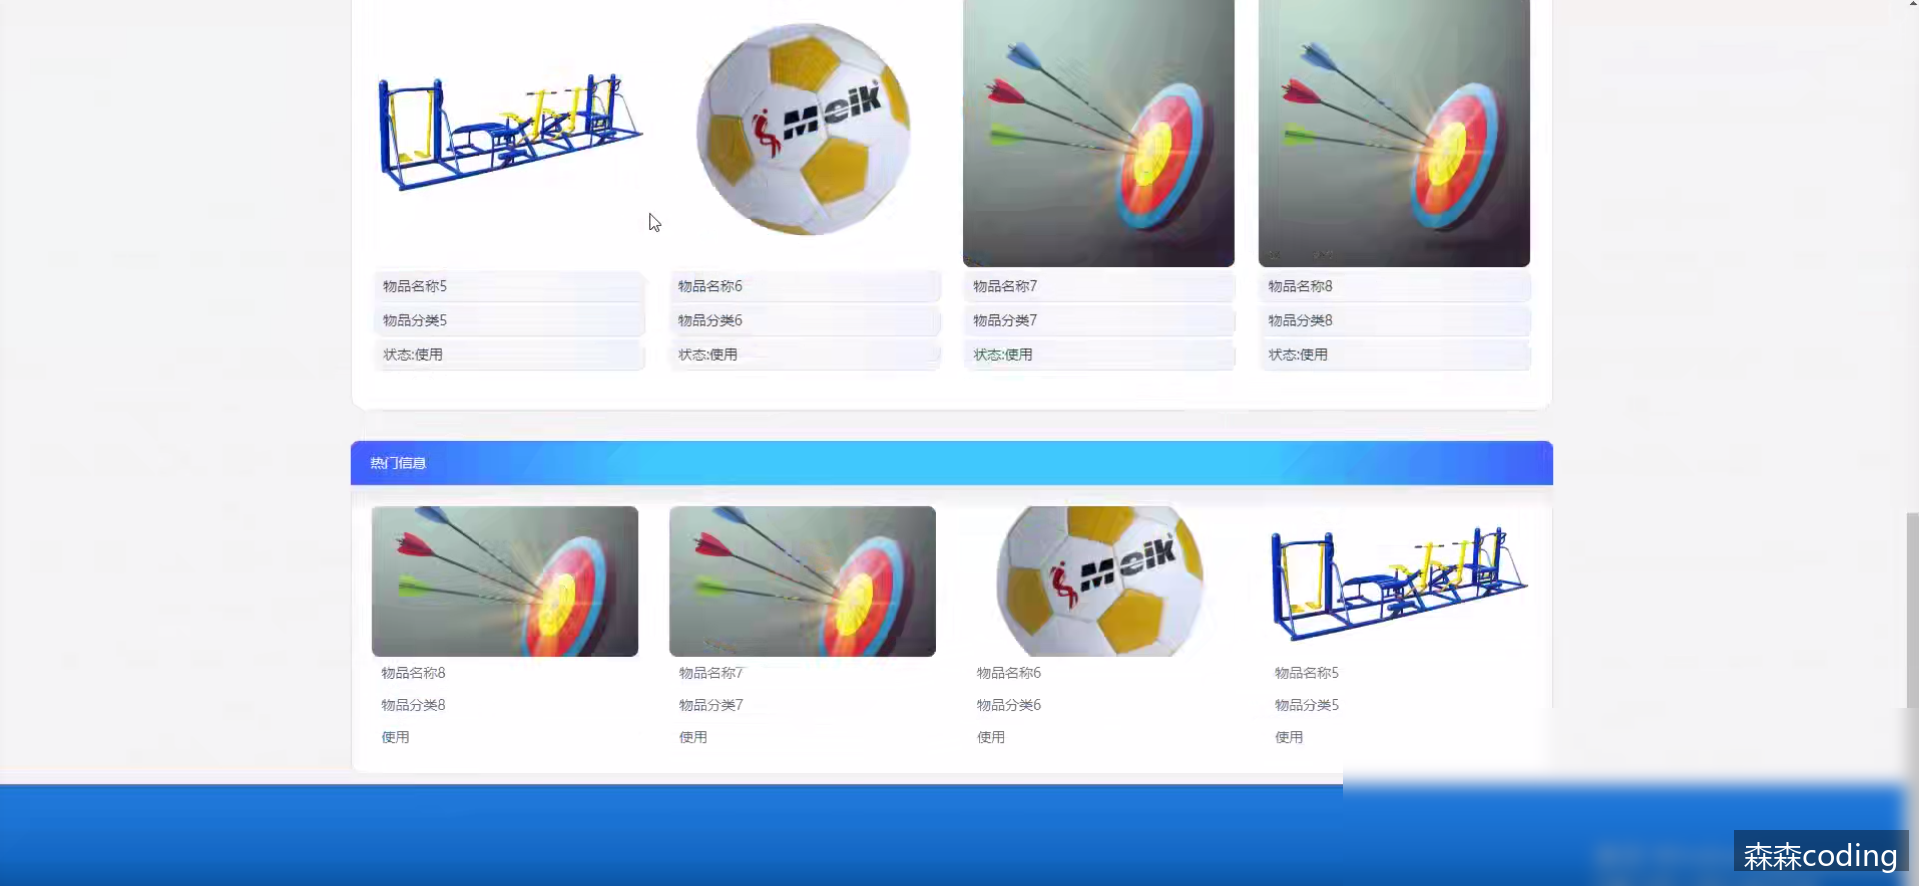 Meik
物品名称5
物品名称6
物品名称7
物品名称8
物品分类5
物品分类6
物品分类7
物品分类8
状态:使用
状态:使用
状态:使用
状态:使用
热门信息
Meik
物品名称8
物品名称7
物品名称6
物品名称5
物品分类8
物品分类7
物品分类6
物品分类5
使用
使用
使用
使用
森森coding